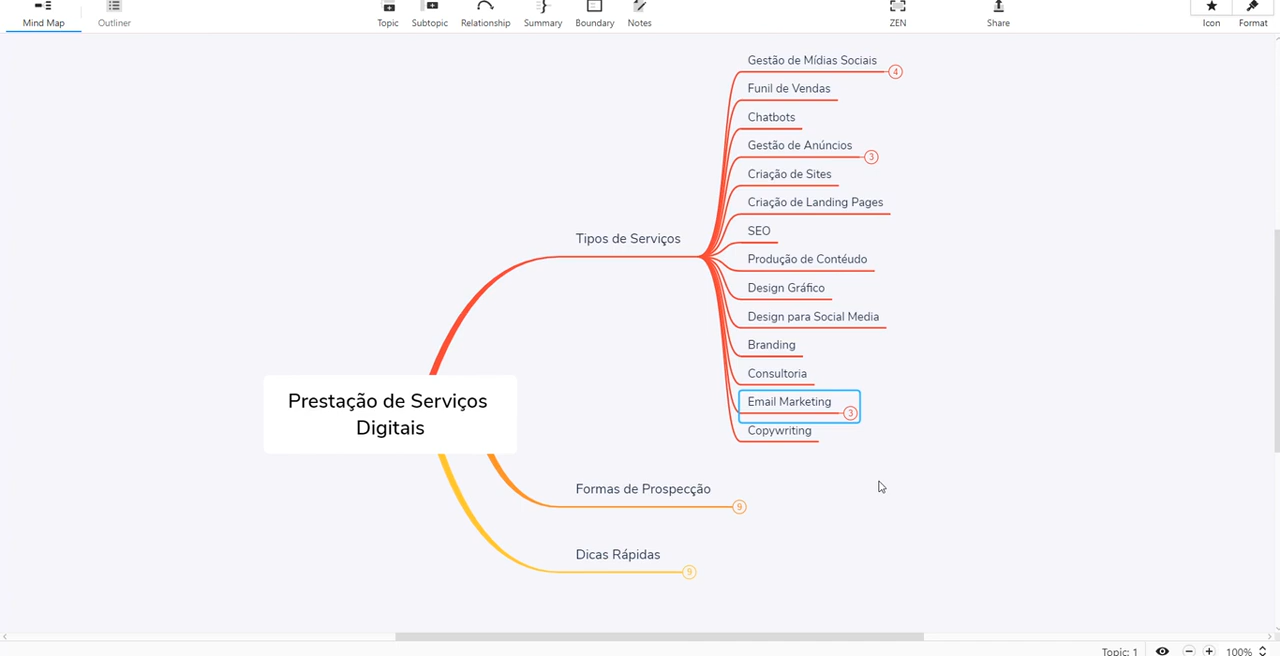 Mind Map
Outliner
Topic
Subtopic
Relationship
Summary
Boundary
Notes
ZEN
Share
Icon
Format
Gestão de Mídias Sociais
4
Funil de Vendas
Chatbots
Gestão de Anúncios
3
Criação de Sites
Criação de Landing Pages
SEO
Produção de Contéudo
Design Gráfico
Design para Social Media
Branding
Consultoria
Email Marketing
3
Copywriting
Tipos de Serviços
Prestação de Serviços
Digitais
Formas de Prospecção
9
Dicas Rápidas
9
Topic: 1
100%